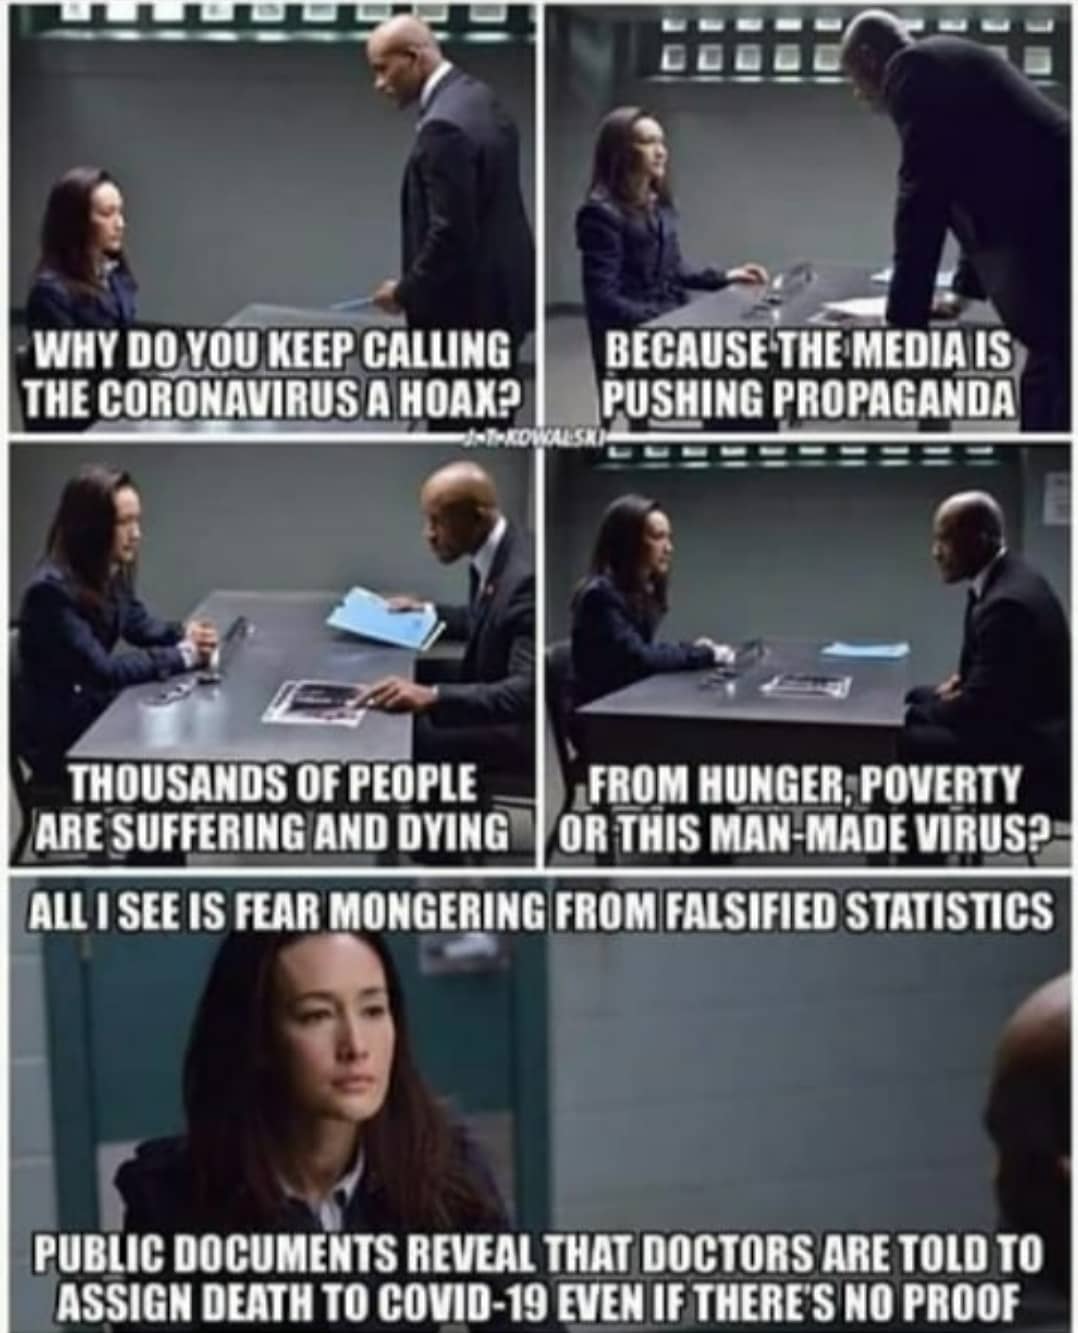 WHY DO YOU KEEP CALLING
THE CORONAVIRUS A HOAX?
BECAUSE THE MEDIA IS
PUSHING PROPAGANDA
J.T. KOWALSKI
THOUSANDS OF PEOPLE
ARE SUFFERING AND DYING
FROM HUNGER, POVERTY
OR THIS MAN-MADE VIRUS?
ALL I SEE IS FEAR MONGERING FROM FALSIFIED STATISTICS
PUBLIC DOCUMENTS REVEAL THAT DOCTORS ARE TOLD TO
ASSIGN DEATH TO COVID-19 EVEN IF THERE'S NO PROOF